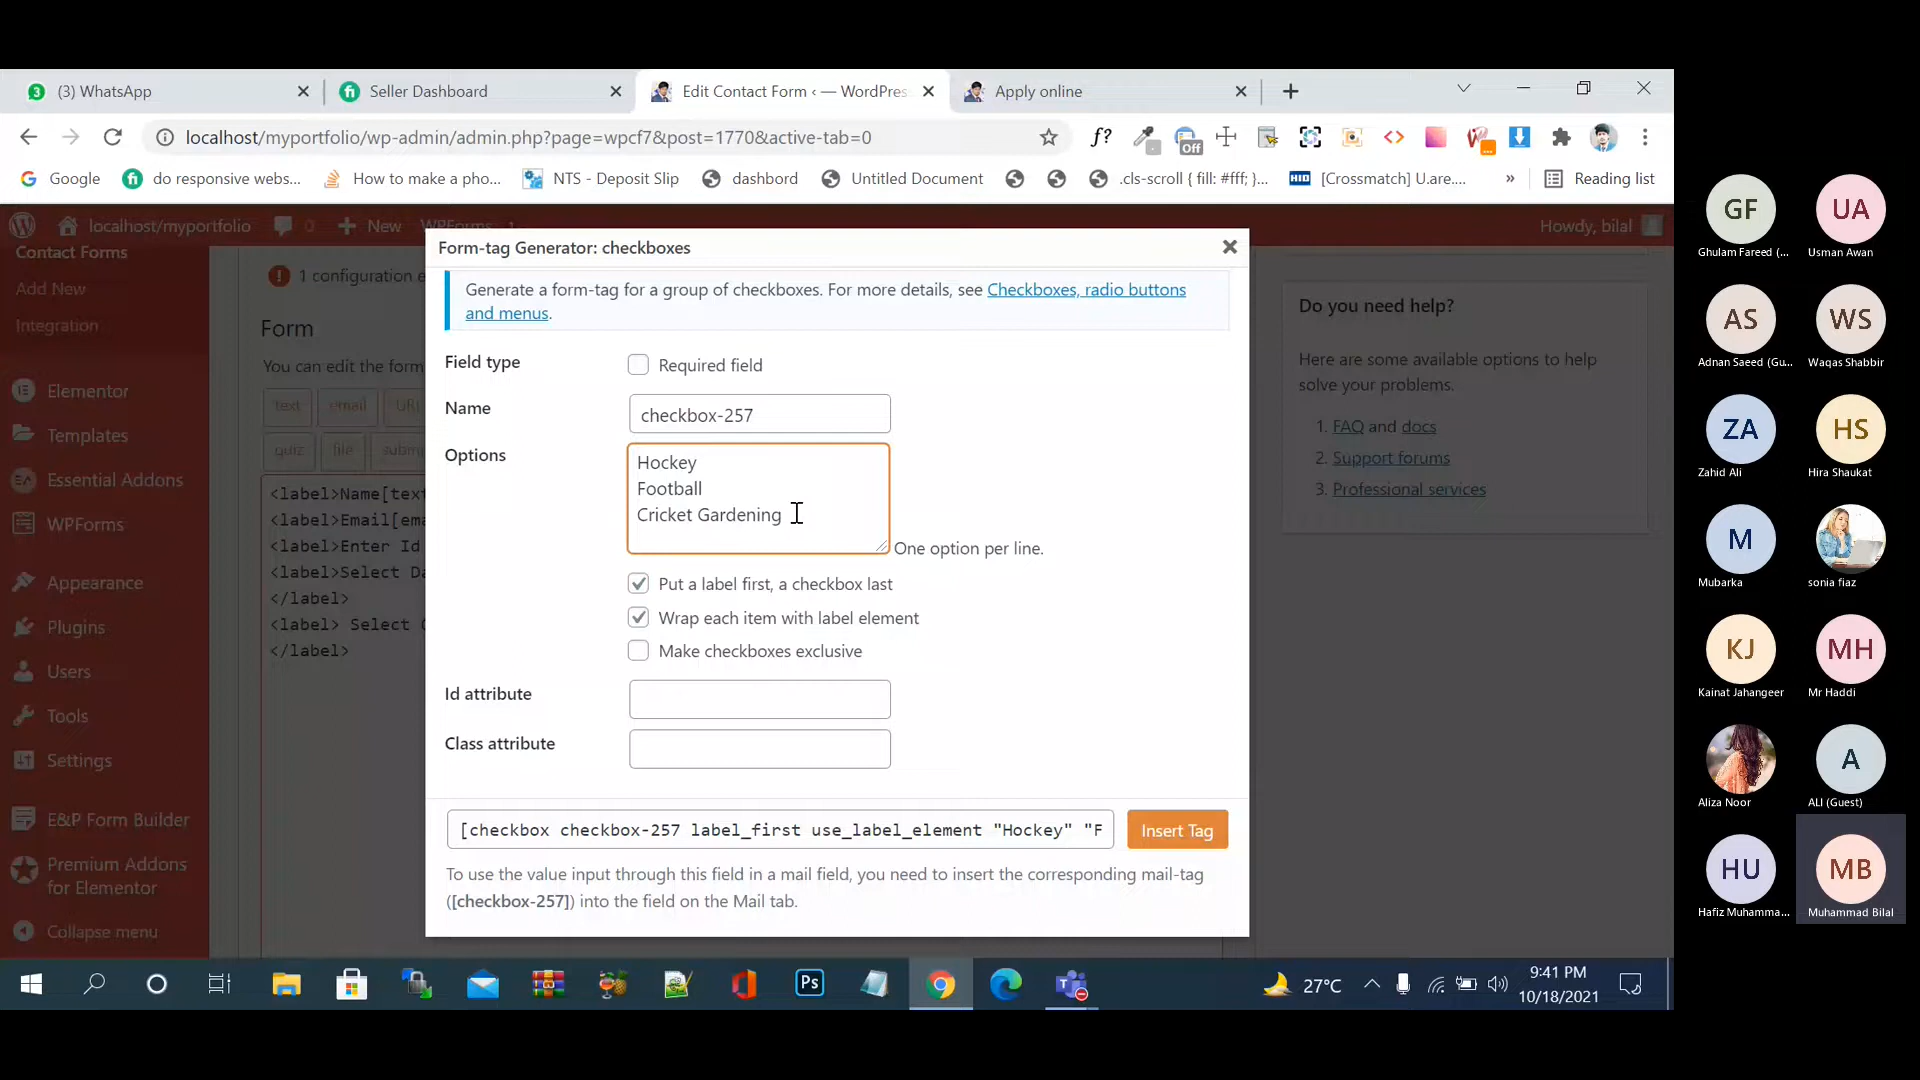 (3) WhatsApp
Seller Dashboard
Edit Contact Form ‹ — WordPres
Apply online
localhost/myportfolio/wp-admin/admin.php?page=wpcf7&post=1770&active-tab=0
f?
Off
Google
do responsive webs...
How to make a pho...
NTS - Deposit Slip
dashbord
Untitled Document
.cls-scroll { fill: #fff; }...
HID
[Crossmatch] U.are....
»
Reading list
localhost/myportfolio
0
New
WPForms
Howdy, bilal
Contact Forms
Add New
Integration
Elementor
Templates
Essential Addons
WPForms
Appearance
Plugins
Users
Tools
Settings
E&P Form Builder
Premium Addons
for Elementor
Collapse menu
1 configuration e
Form
You can edit the form
text
email
URL
quiz
file
submi
<label>Name[text
<label>Email[ema
<label>Enter Id
<label>Select Da
</label>
<label> Select
</label>
Form-tag Generator: checkboxes
Generate a form-tag for a group of checkboxes. For more details, see Checkboxes, radio buttons
and menus.
Field type
Required field
Name
checkbox-257
Options
Hockey
Football
Cricket Gardening
One option per line.
Put a label first, a checkbox last
Wrap each item with label element
Make checkboxes exclusive
Id attribute
Class attribute
[checkbox checkbox-257 label_first use_label_element "Hockey" "F
Insert Tag
To use the value input through this field in a mail field, you need to insert the corresponding mail-tag
([checkbox-257]) into the field on the Mail tab.
Do you need help?
Here are some available options to help
solve your problems.
1. FAQ and docs
2. Support forums
3. Professional services
Ps
27°C
9:41 PM
10/18/2021
GF
Ghulam Fareed (...
UA
Usman Awan
AS
Adnan Saeed (Gu...
WS
Waqas Shabbir
ZA
Zahid Ali
HS
Hira Shaukat
M
Mubarka
sonia fiaz
KJ
Kainat Jahangeer
MH
Mr Haddi
Aliza Noor
A
ALI (Guest)
HU
Hafiz Muhamma...
MB
Muhammad Bilal